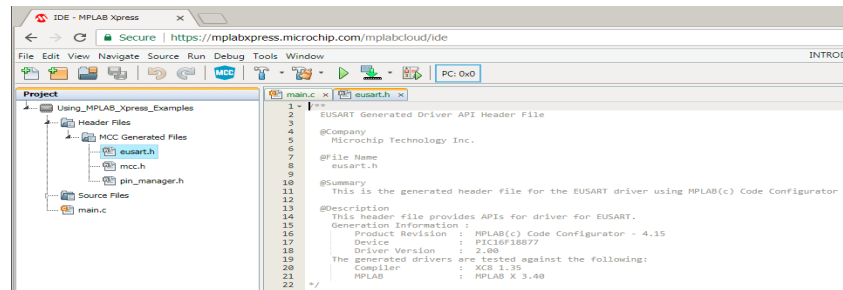 IDE - MPLAB Xpress
Secure | https://mplabxpress.microchip.com/mplabcloud/ide
File Edit View Navigate Source Run Debug Tools Window INTROD
MCC PC: 0x0
Project
main.c eusart.h
Using_MPLAB_Xpress_Examples
Header Files
MCC Generated Files
eusart.h
mcc.h
pin_manager.h
Source Files
main.c
1 /**
2 EUSART Generated Driver API Header File
3
4 @Company
5 Microchip Technology Inc.
6
7 @File Name
8 eusart.h
9
10 @Summary
11 This is the generated header file for the EUSART driver using MPLAB(c) Code Configurator
12
13 @Description
14 This header file provides APIs for driver for EUSART.
15 Generation Information :
16 Product Revision : MPLAB(c) Code Configurator - 4.15
17 Device : PIC16F18877
18 Driver Version : 2.00
19 The generated drivers are tested against the following:
20 Compiler : XC8 1.35
21 MPLAB : MPLAB X 3.40
22 */